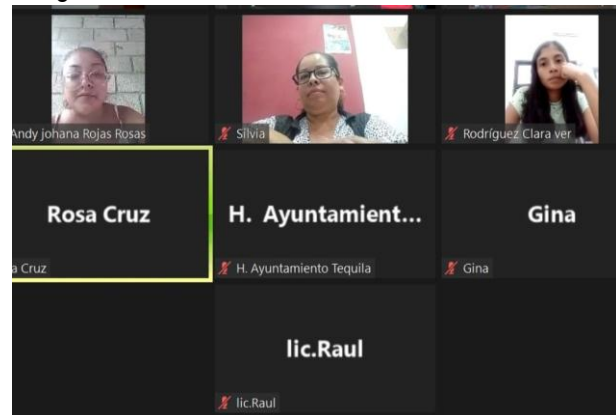 Andy johana Rojas Rosas
Silvia
Rodríguez Clara ver
Rosa Cruz
a Cruz
H. Ayuntamient...
H. Ayuntamiento Tequila
Gina
Gina
lic.Raul
lic.Raul